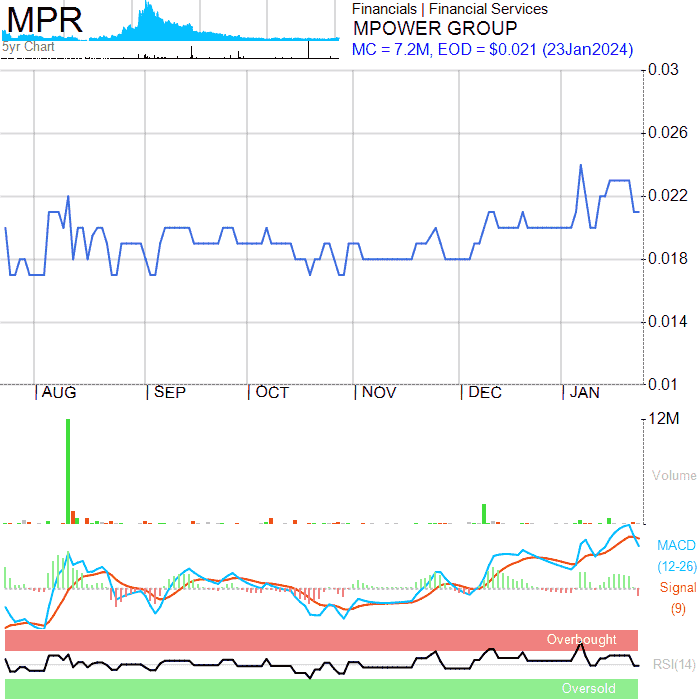 MPR
5yr Chart
Financials | Financial Services
MPOWER GROUP
MC = 7.2M, EOD = $0.021 (23Jan2024)
0.03
0.026
0.022
0.018
0.014
0.01
AUG SEP OCT NOV DEC JAN
12M
Volume
MACD
(12-26)
Signal
(9)
Overbought
RSI(14)
Oversold